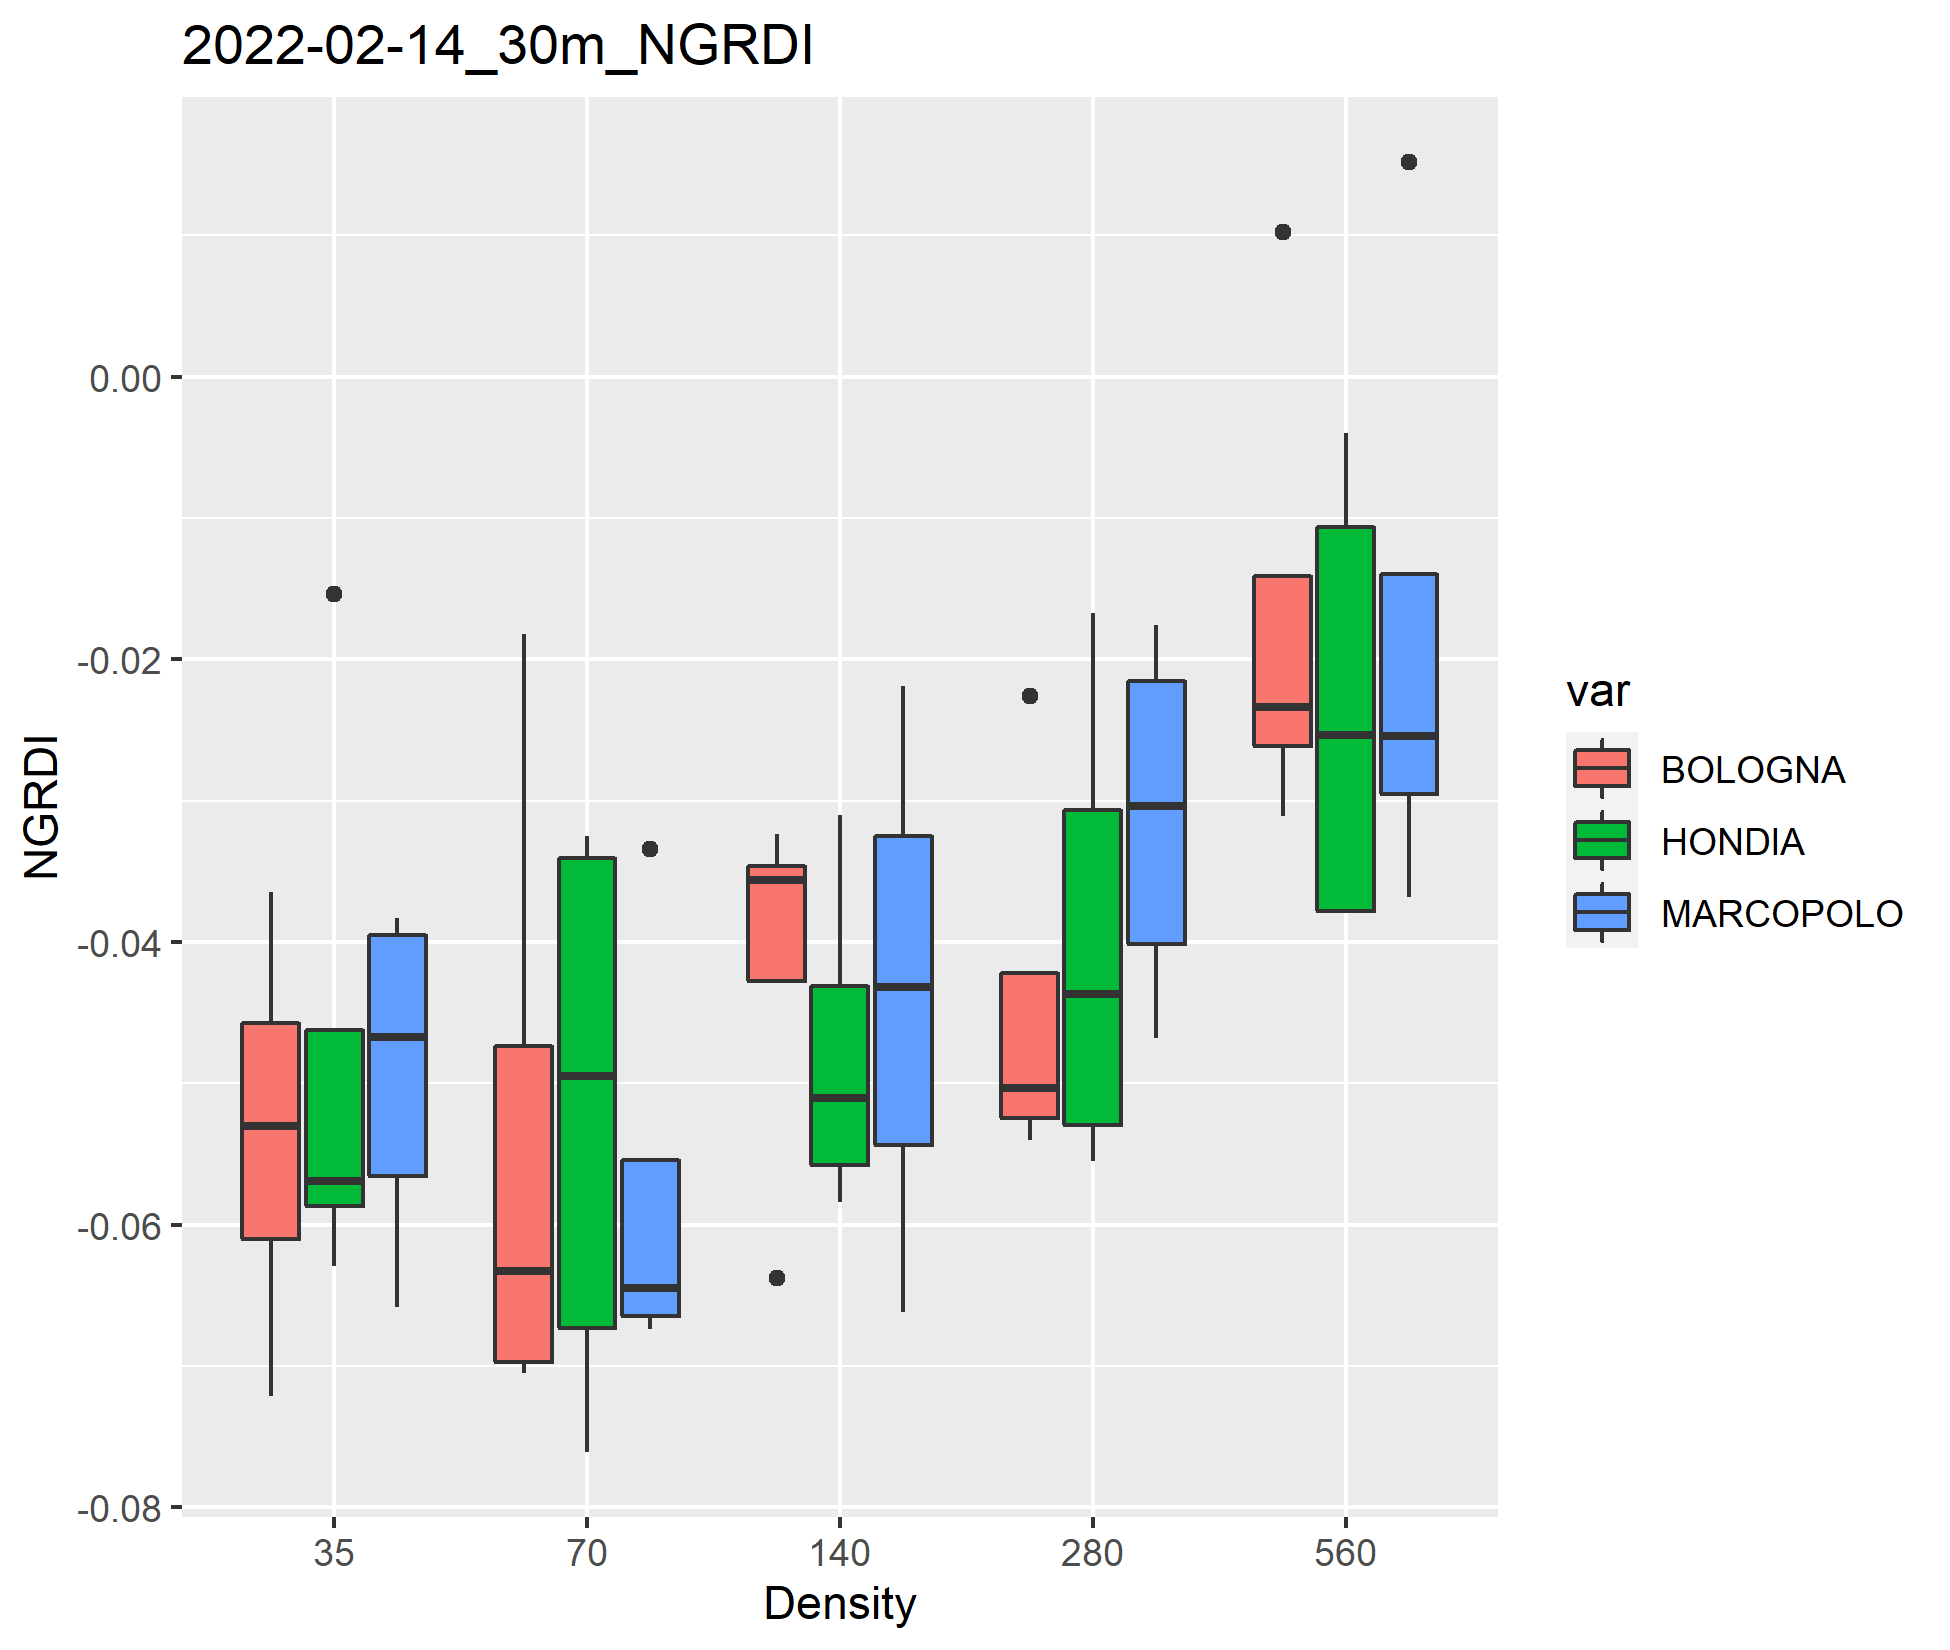 2022-02-14_30m_NGRDI
NGRDI
0.00
-0.02
-0.04
-0.06
-0.08
35 70 140 280 560
Density
var
BOLOGNA
HONDIA
MARCOPOLO